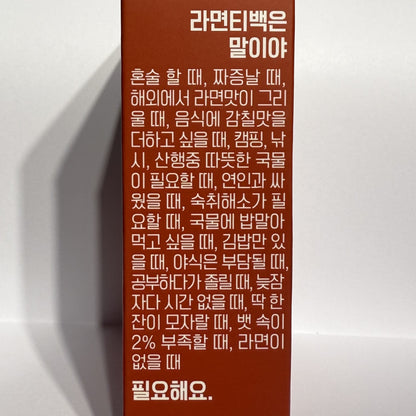 라면티백은
말이야
혼술 할 때, 짜증날 때,
해외에서 라면맛이 그리
울 때, 음식에 감칠맛을
더하고 싶을 때, 캠핑, 낚
시, 산행중 따뜻한 국물
이 필요할 때, 연인과 싸
웠을 때, 숙취해소가 필
요할 때, 국물에 밥말아
먹고 싶을 때, 김밥만 있
을 때, 야식은 부담될 때,
공부하다가 졸릴 때, 늦잠
자다 시간 없을 때, 딱 한
잔이 모자랄 때, 뱃 속이
2% 부족할 때, 라면이
없을 때
필요해요.